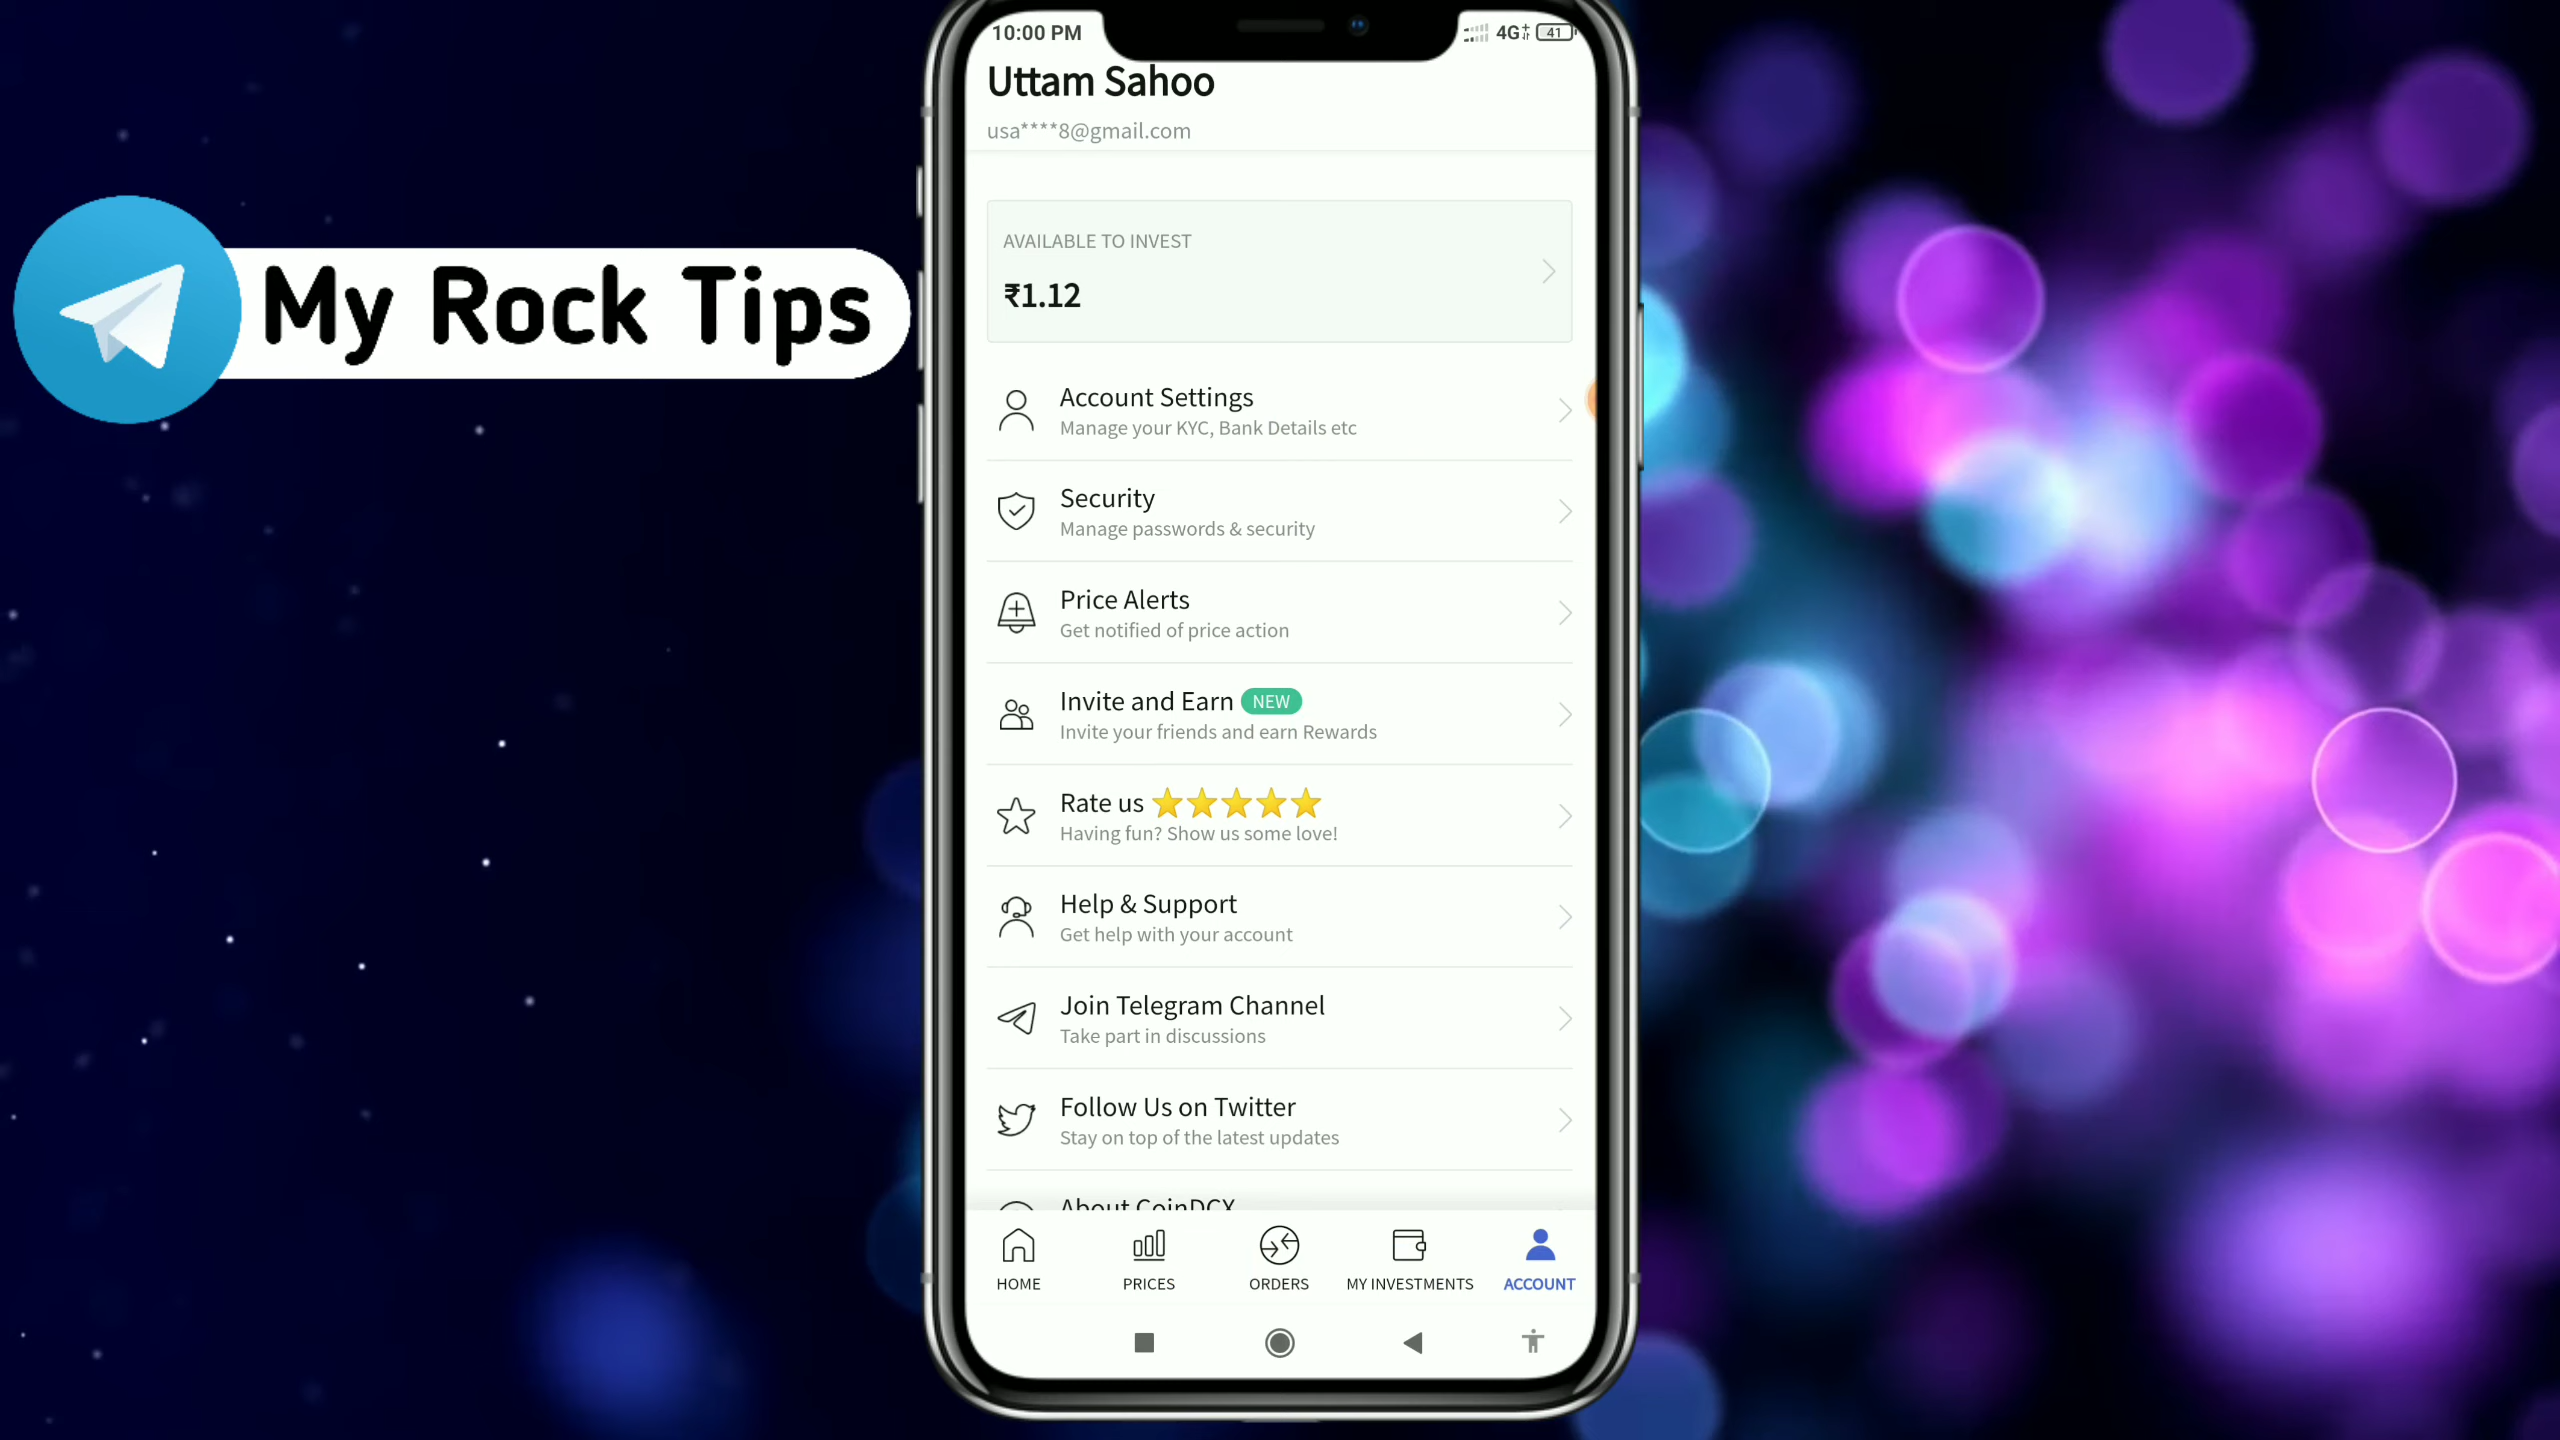 10:00 PM
4G
41
Uttam Sahoo
usa****8@gmail.com
My Rock Tips
AVAILABLE TO INVEST
₹1.12
Account Settings
Manage your KYC, Bank Details etc
Security
Manage passwords & security
Price Alerts
Get notified of price action
Invite and Earn NEW
Invite your friends and earn Rewards
Rate us ⭐⭐⭐⭐⭐
Having fun? Show us some love!
Help & Support
Get help with your account
Join Telegram Channel
Take part in discussions
Follow Us on Twitter
Stay on top of the latest updates
About CoinDCX
HOME
PRICES
ORDERS
MY INVESTMENTS
ACCOUNT